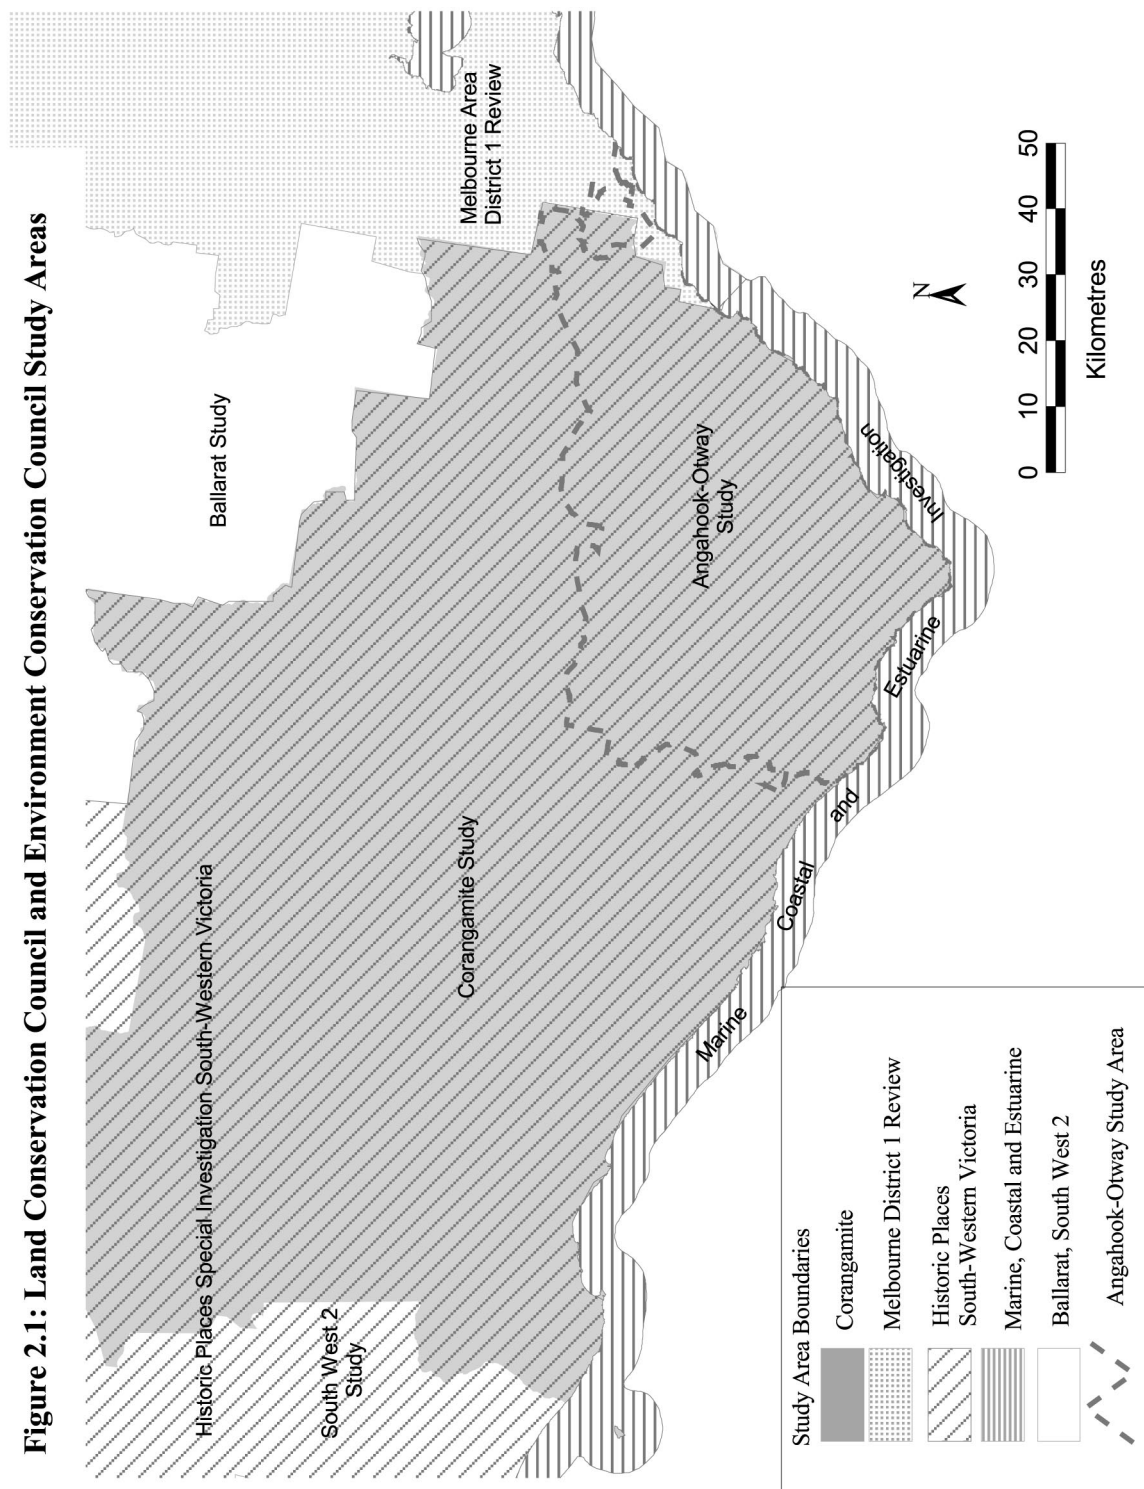 Figure 2.1: Land Conservation Council and Environment Conservation Council Study Areas
Historic Places Special Investigation South-Western Victoria
Ballarat Study
South West 2
Study
Corangamite Study
Melbourne Area
District 1 Review
Angahook-Otway
Study
Marine
Coastal
and
Estuarine
Investigation
N
0 10 20 30 40 50
Kilometres
Study Area Boundaries
Corangamite
Melbourne District 1 Review
Historic Places
South-Western Victoria
Marine, Coastal and Estuarine
Ballarat, South West 2
Angahook-Otway Study Area